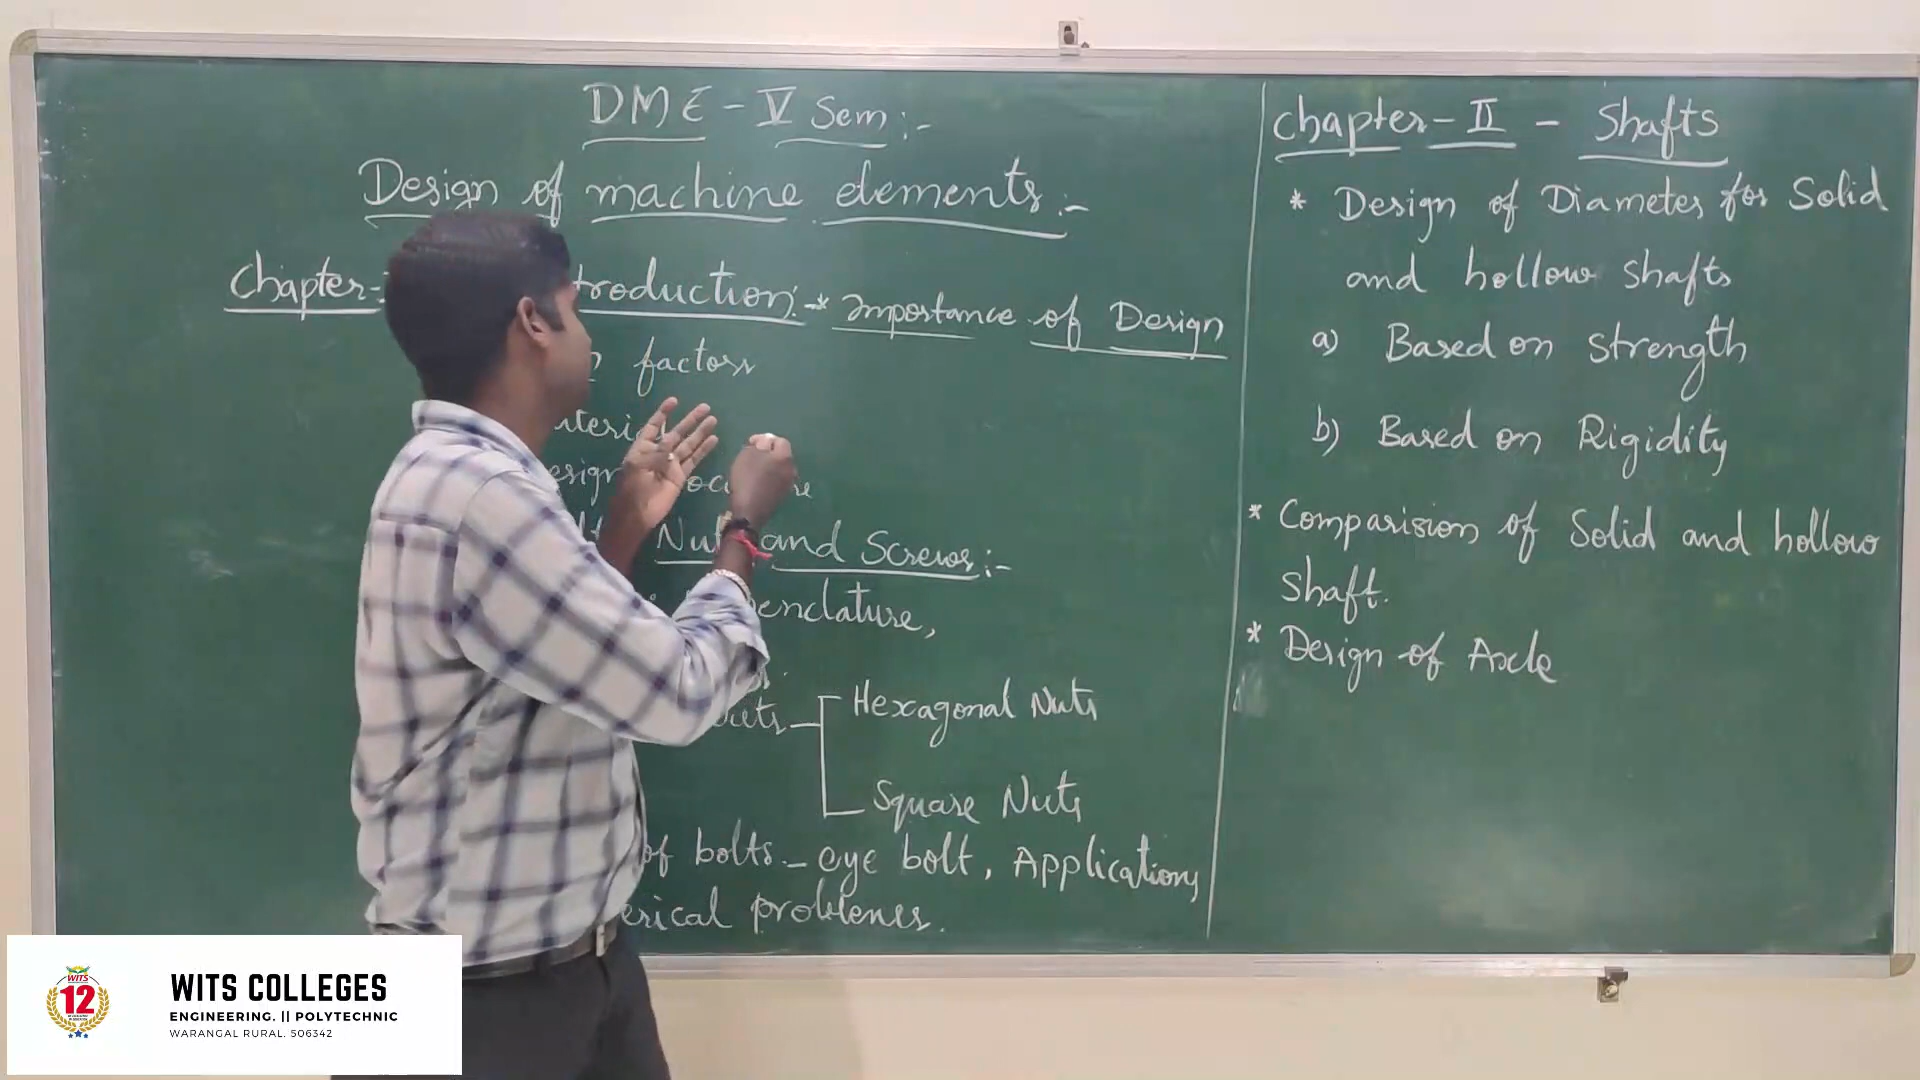 DME - V Sem :-
Design of machine elements :-
Chapter- troduction :- * Importance of Design
factors
and Screws :-
enclature,
Hexagonal Nuts
Square Nuts
of bolts - eye bolt, Applications,
erical problems.
Chapter - II - Shafts
* Design of Diameter for Solid
and hollow shafts
a) Based on strength
b) Based on Rigidity
* Comparision of Solid and hollow
shaft.
* Design of Axle
WITS
12
WITS COLLEGES
ENGINEERING. || POLYTECHNIC
WARANGAL RURAL. 506342